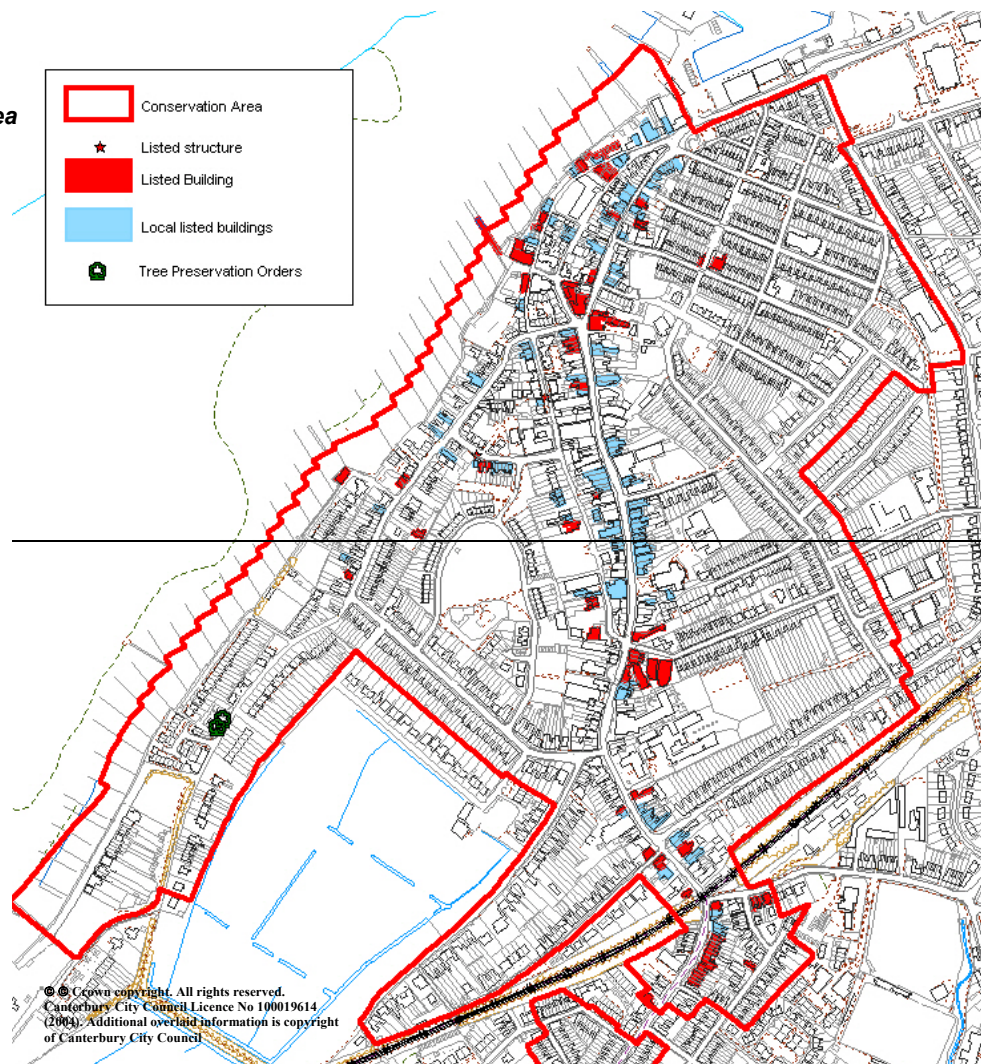 ea
Conservation Area
Listed structure
Listed Building
Local listed buildings
Tree Preservation Orders
© © Crown copyright. All rights reserved.
Canterbury City Council Licence No 100019614
(2004). Additional overlaid information is copyright
of Canterbury City Council